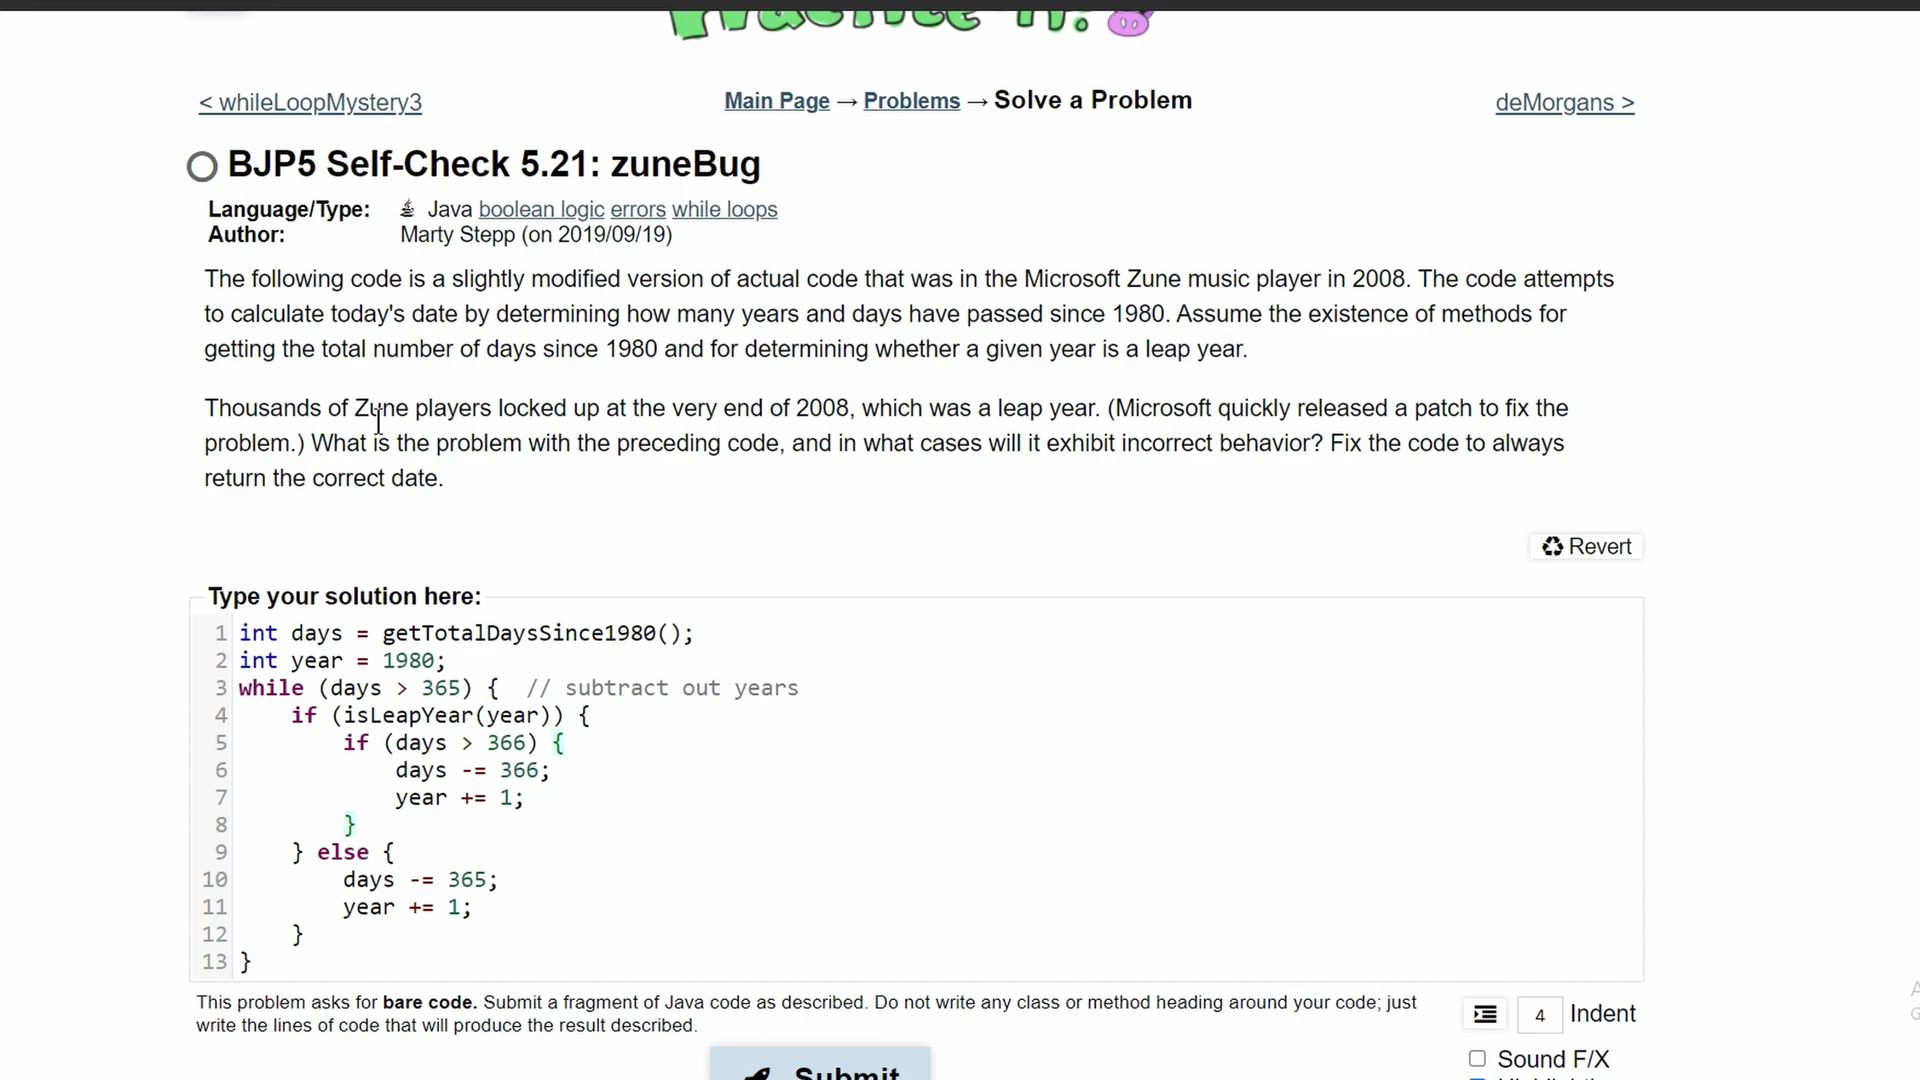 Practice-It!
< whileLoopMystery3
Main Page → Problems → Solve a Problem
deMorgans >
BJP5 Self-Check 5.21: zuneBug
Language/Type: Java boolean logic errors while loops
Author: Marty Stepp (on 2019/09/19)
The following code is a slightly modified version of actual code that was in the Microsoft Zune music player in 2008. The code attempts
to calculate today's date by determining how many years and days have passed since 1980. Assume the existence of methods for
getting the total number of days since 1980 and for determining whether a given year is a leap year.
Thousands of Zune players locked up at the very end of 2008, which was a leap year. (Microsoft quickly released a patch to fix the
problem.) What is the problem with the preceding code, and in what cases will it exhibit incorrect behavior? Fix the code to always
return the correct date.
Revert
Type your solution here:
1 int days = getTotalDaysSince1980();
2 int year = 1980;
3 while (days > 365) { // subtract out years
4 if (isLeapYear(year)) {
5 if (days > 366) {
6 days -= 366;
7 year += 1;
8 }
9 } else {
10 days -= 365;
11 year += 1;
12 }
13 }
This problem asks for bare code. Submit a fragment of Java code as described. Do not write any class or method heading around your code; just
write the lines of code that will produce the result described.
4 Indent
Sound F/X
Submit